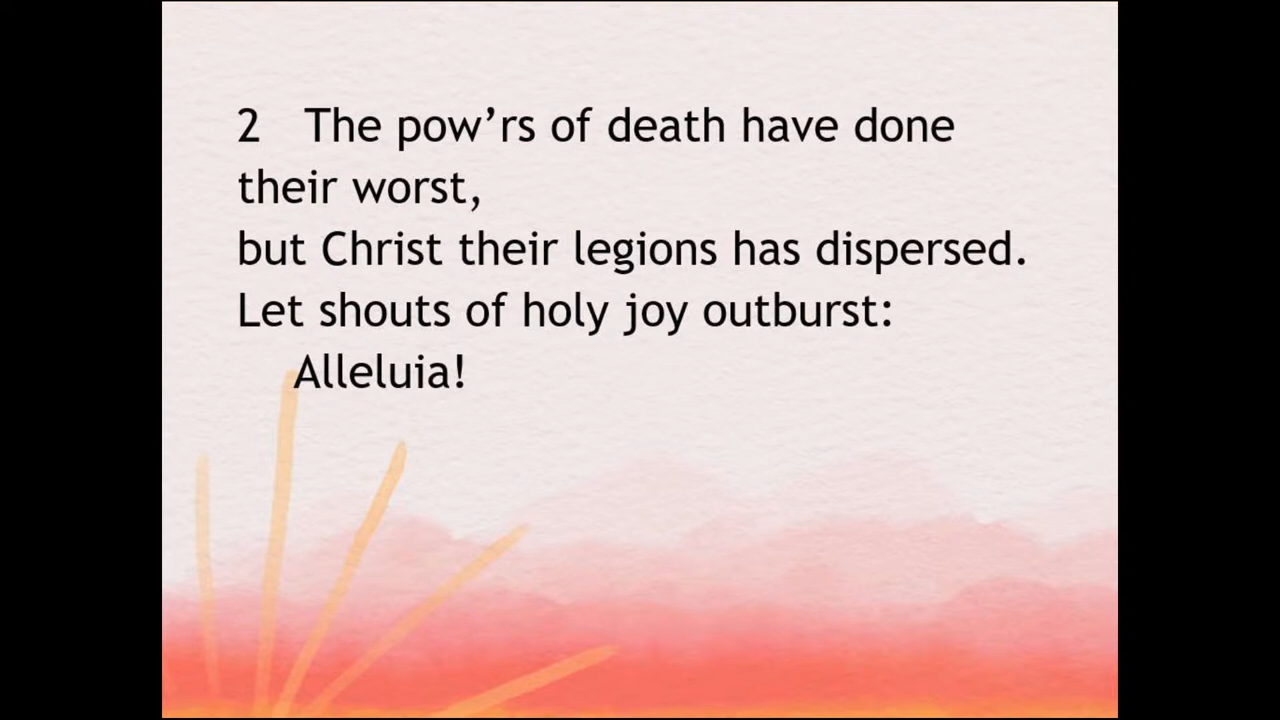 2 The pow’rs of death have done
their worst,
but Christ their legions has dispersed.
Let shouts of holy joy outburst:
Alleluia!